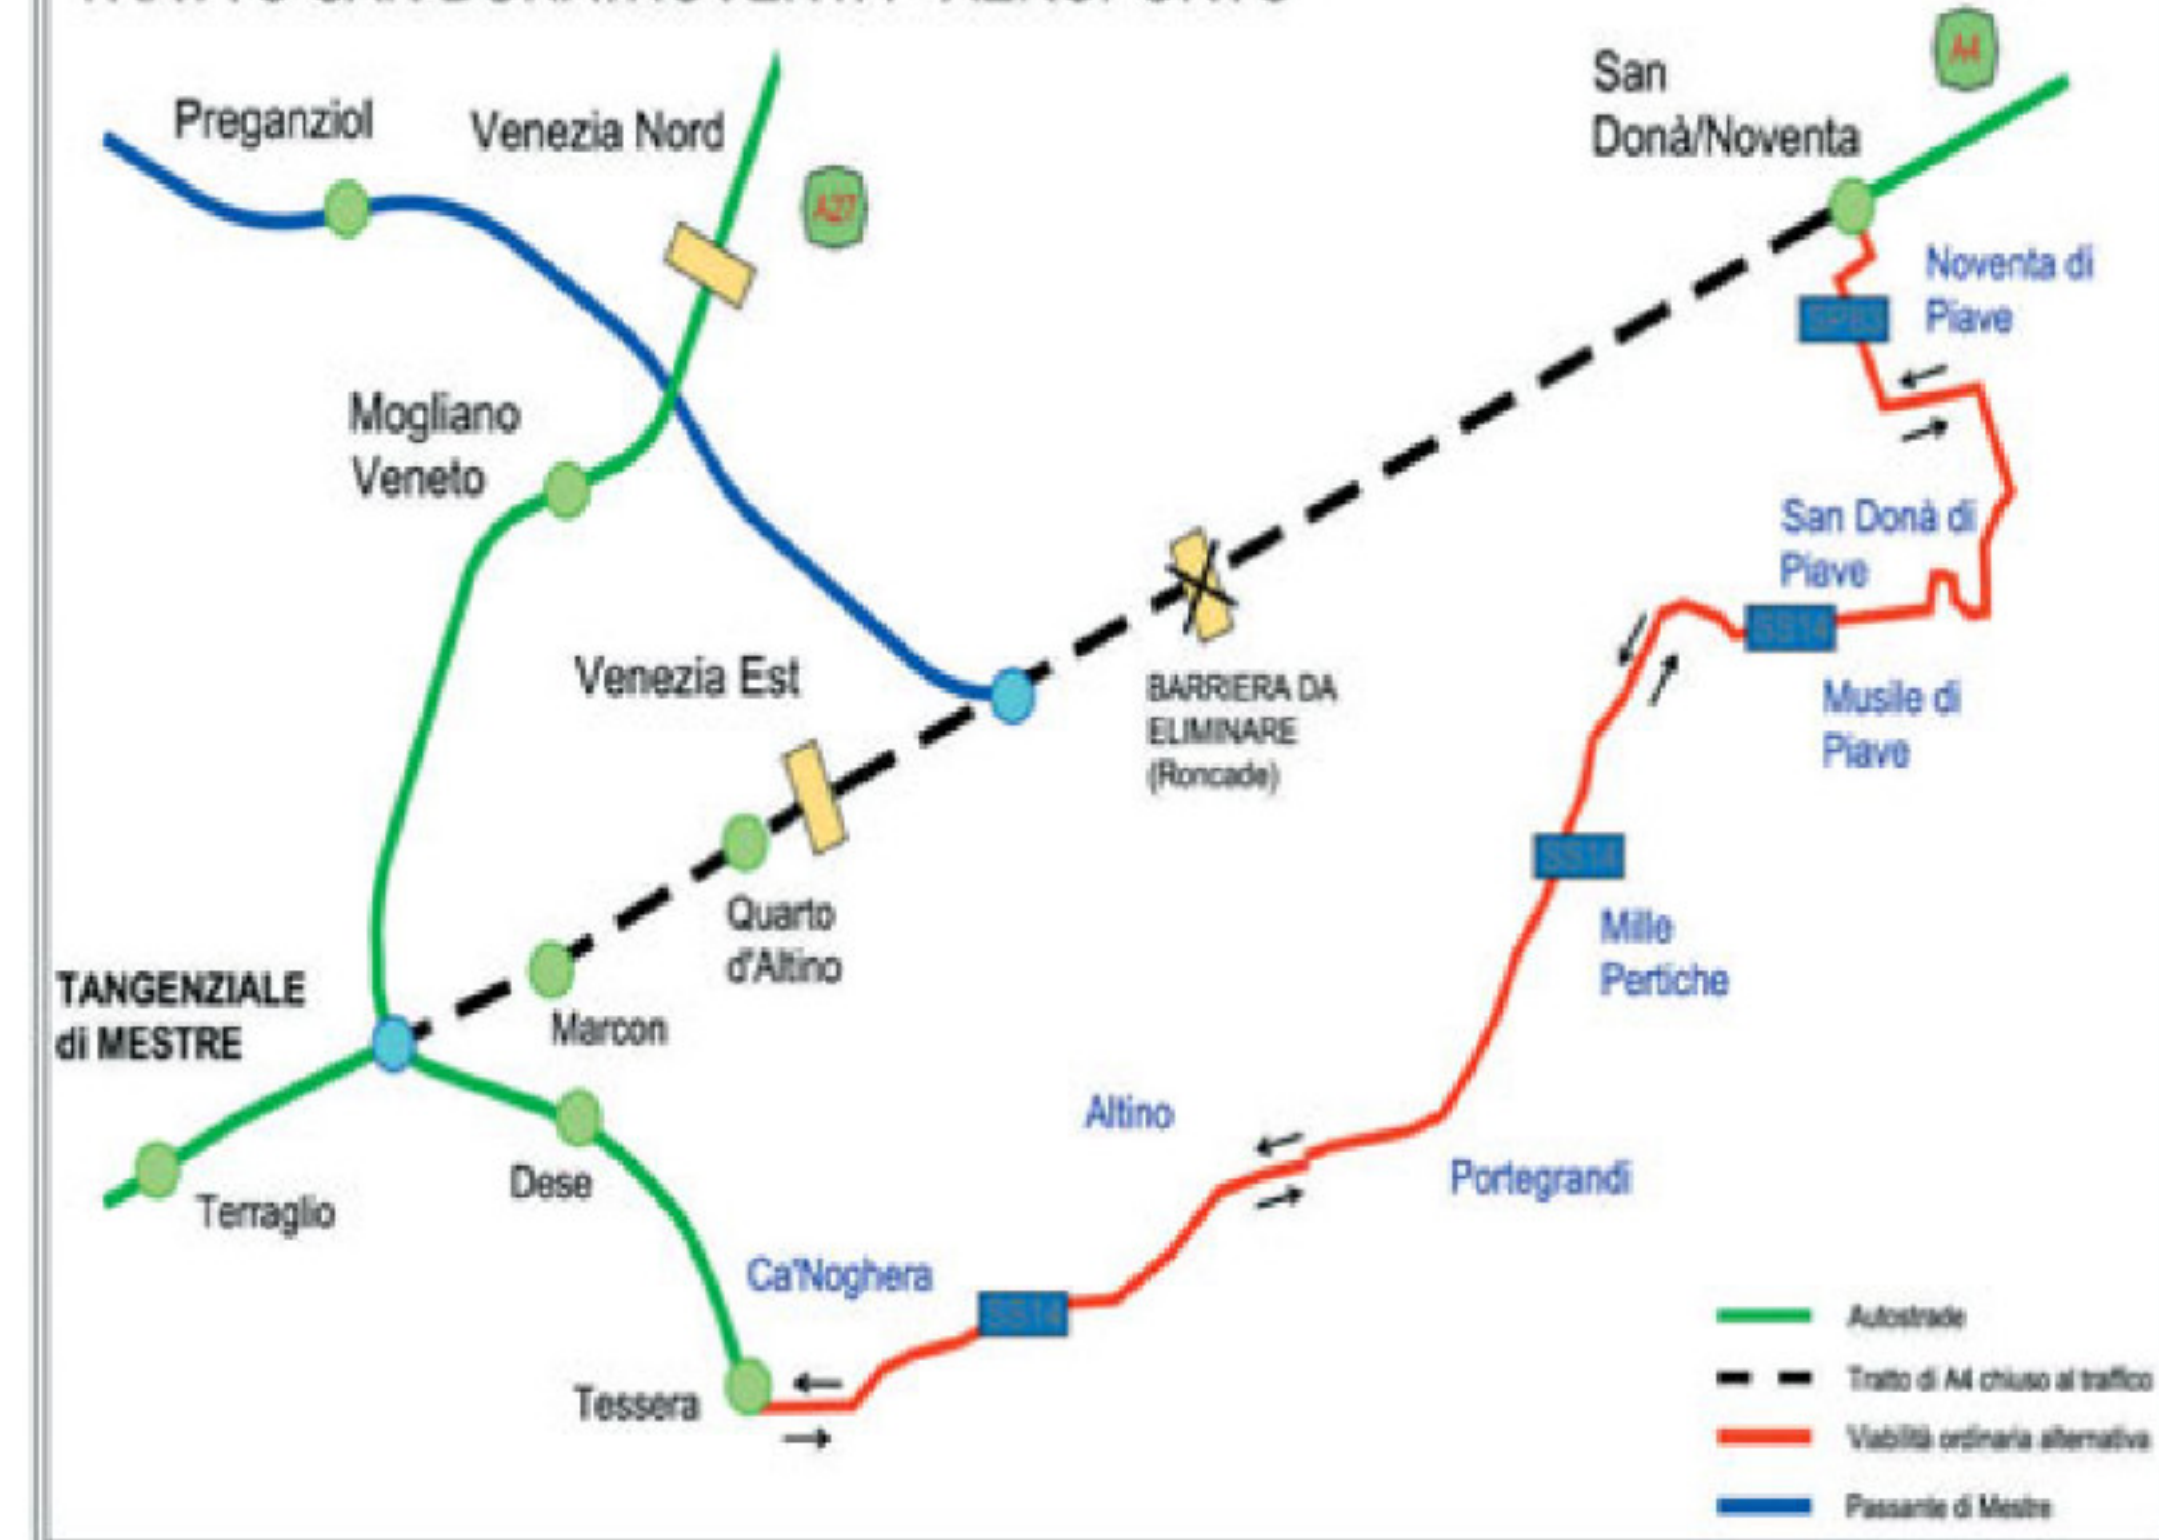 A4
San
Donà/Noventa
Preganziol
Venezia Nord
A27
Noventa di
Piave
SP83
Mogliano
Veneto
San Donà di
Piave
SS14
Venezia Est
BARRIERA DA
ELIMINARE
(Roncade)
Musile di
Piave
SS14
Quarto
d'Altino
Mille
Pertiche
TANGENZIALE
di MESTRE
Marcon
Altino
Portegrandi
Dese
Terraglio
Ca'Noghera
SS14
Tessera
Autostrade
Tratto di A4 chiuso al traffico
Viabilità ordinaria alternativa
Passante di Mestre